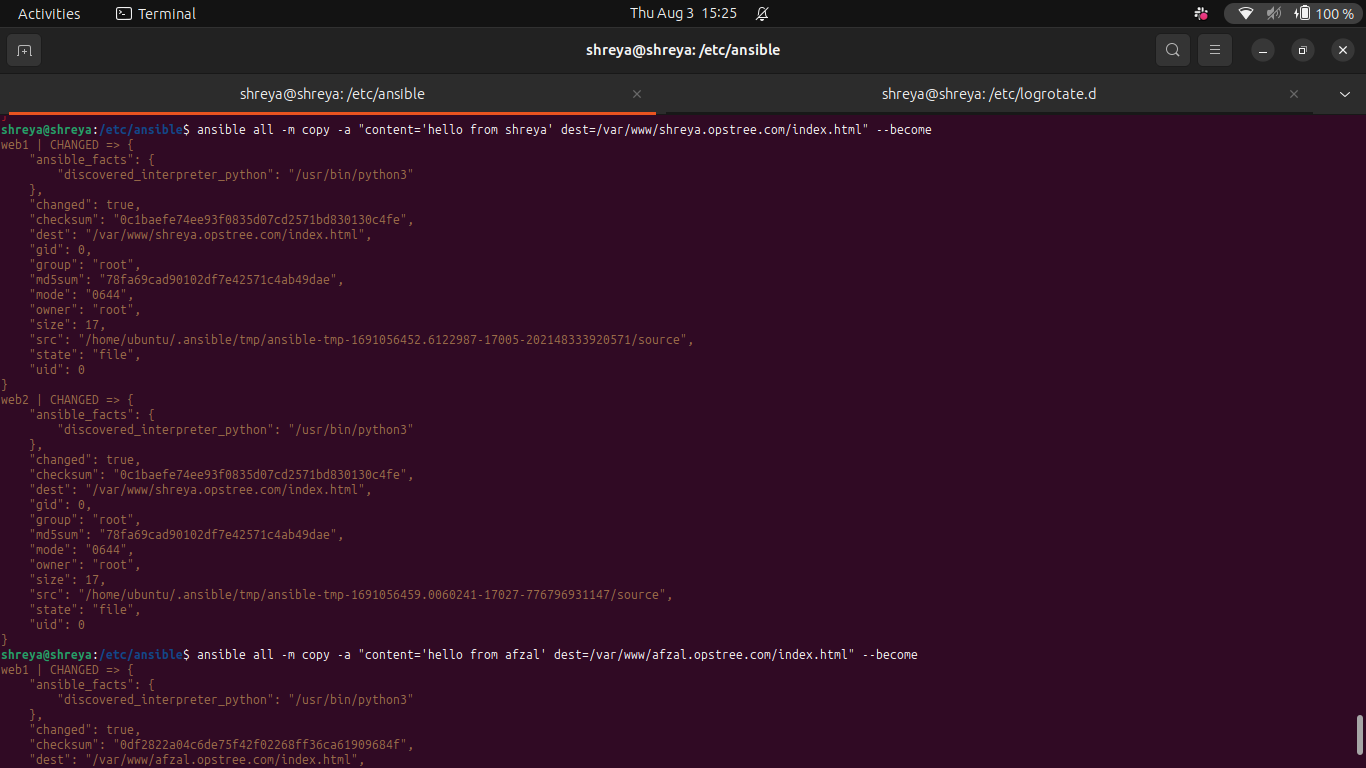 Activities Terminal Thu Aug 3 15:25 100 %
shreya@shreya: /etc/ansible
shreya@shreya: /etc/ansible shreya@shreya: /etc/logrotate.d
}
shreya@shreya:/etc/ansible$ ansible all -m copy -a "content='hello from shreya' dest=/var/www/shreya.opstree.com/index.html" --become
web1 | CHANGED => {
    "ansible_facts": {
        "discovered_interpreter_python": "/usr/bin/python3"
    },
    "changed": true,
    "checksum": "0c1baefe74ee93f0835d07cd2571bd830130c4fe",
    "dest": "/var/www/shreya.opstree.com/index.html",
    "gid": 0,
    "group": "root",
    "md5sum": "78fa69cad90102df7e42571c4ab49dae",
    "mode": "0644",
    "owner": "root",
    "size": 17,
    "src": "/home/ubuntu/.ansible/tmp/ansible-tmp-1691056452.6122987-17005-202148333920571/source",
    "state": "file",
    "uid": 0
}
web2 | CHANGED => {
    "ansible_facts": {
        "discovered_interpreter_python": "/usr/bin/python3"
    },
    "changed": true,
    "checksum": "0c1baefe74ee93f0835d07cd2571bd830130c4fe",
    "dest": "/var/www/shreya.opstree.com/index.html",
    "gid": 0,
    "group": "root",
    "md5sum": "78fa69cad90102df7e42571c4ab49dae",
    "mode": "0644",
    "owner": "root",
    "size": 17,
    "src": "/home/ubuntu/.ansible/tmp/ansible-tmp-1691056459.0060241-17027-776796931147/source",
    "state": "file",
    "uid": 0
}
shreya@shreya:/etc/ansible$ ansible all -m copy -a "content='hello from afzal' dest=/var/www/afzal.opstree.com/index.html" --become
web1 | CHANGED => {
    "ansible_facts": {
        "discovered_interpreter_python": "/usr/bin/python3"
    },
    "changed": true,
    "checksum": "0df2822a04c6de75f42f02268ff36ca61909684f",
    "dest": "/var/www/afzal.opstree.com/index.html",